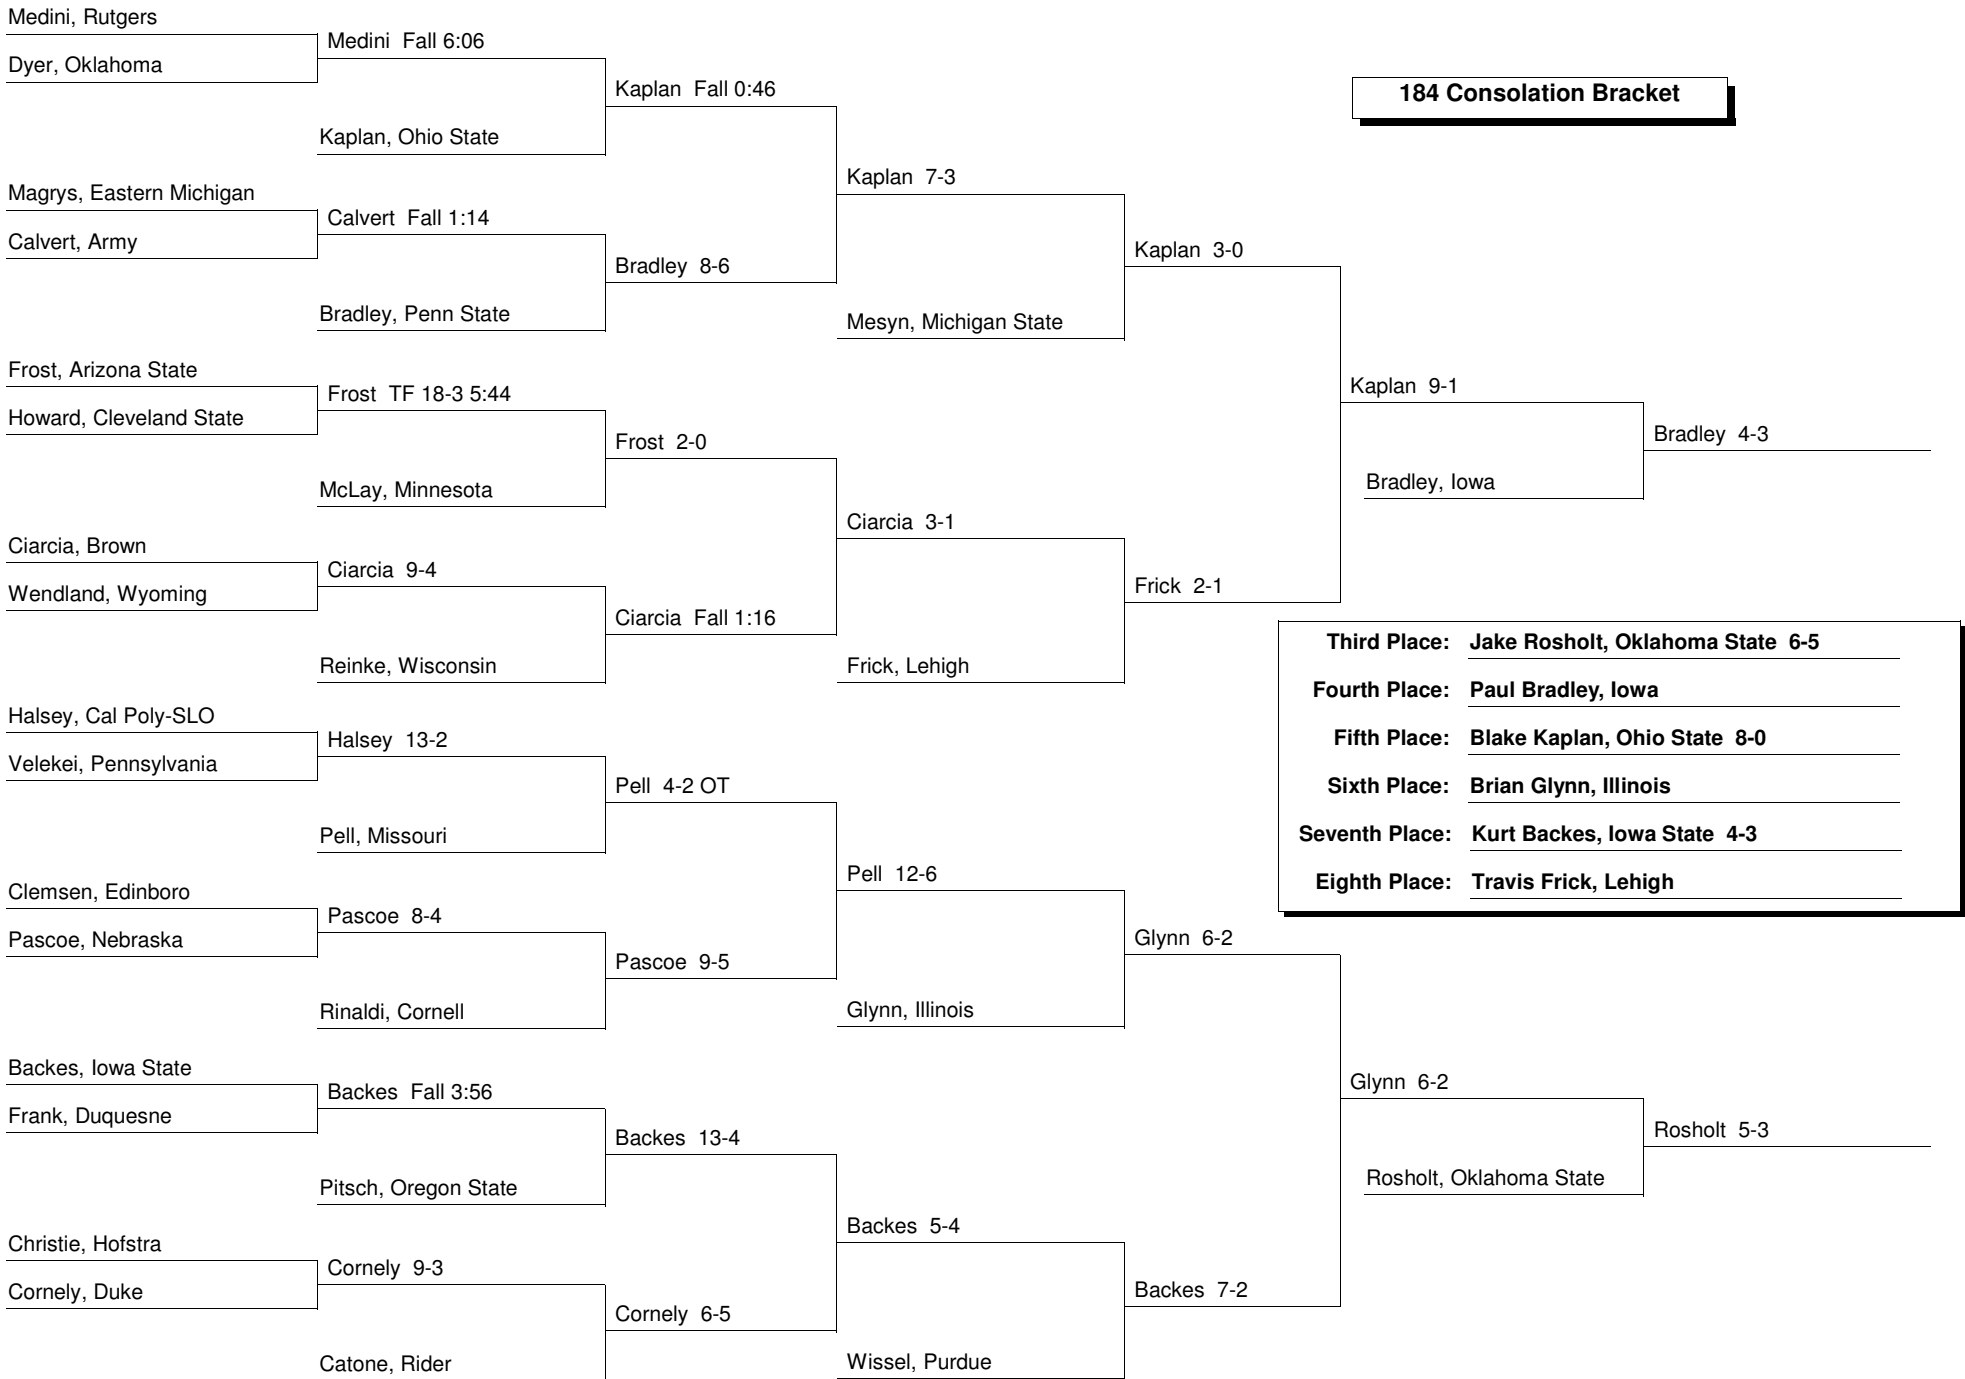 Medini, Rutgers
Medini  Fall 6:06
Dyer, Oklahoma
Kaplan  Fall 0:46
184 Consolation Bracket
Kaplan, Ohio State
Kaplan  7-3
Magrys, Eastern Michigan
Calvert  Fall 1:14
Calvert, Army
Kaplan  3-0
Bradley  8-6
Bradley, Penn State
Mesyn, Michigan State
Frost, Arizona State
Kaplan  9-1
Frost  TF 18-3 5:44
Howard, Cleveland State
Bradley  4-3
Frost  2-0
Bradley, Iowa
McLay, Minnesota
Ciarcia  3-1
Ciarcia, Brown
Ciarcia  9-4
Frick  2-1
Wendland, Wyoming
Ciarcia  Fall 1:16
Third Place: Jake Rosholt, Oklahoma State  6-5
Reinke, Wisconsin
Frick, Lehigh
Fourth Place: Paul Bradley, Iowa
Halsey, Cal Poly-SLO
Halsey  13-2
Fifth Place: Blake Kaplan, Ohio State  8-0
Velekei, Pennsylvania
Pell  4-2 OT
Sixth Place: Brian Glynn, Illinois
Pell, Missouri
Seventh Place: Kurt Backes, Iowa State  4-3
Pell  12-6
Eighth Place: Travis Frick, Lehigh
Clemsen, Edinboro
Pascoe  8-4
Pascoe, Nebraska
Glynn  6-2
Pascoe  9-5
Rinaldi, Cornell
Glynn, Illinois
Backes, Iowa State
Glynn  6-2
Backes  Fall 3:56
Frank, Duquesne
Rosholt  5-3
Backes  13-4
Rosholt, Oklahoma State
Pitsch, Oregon State
Backes  5-4
Christie, Hofstra
Cornely  9-3
Cornely, Duke
Backes  7-2
Cornely  6-5
Catone, Rider
Wissel, Purdue